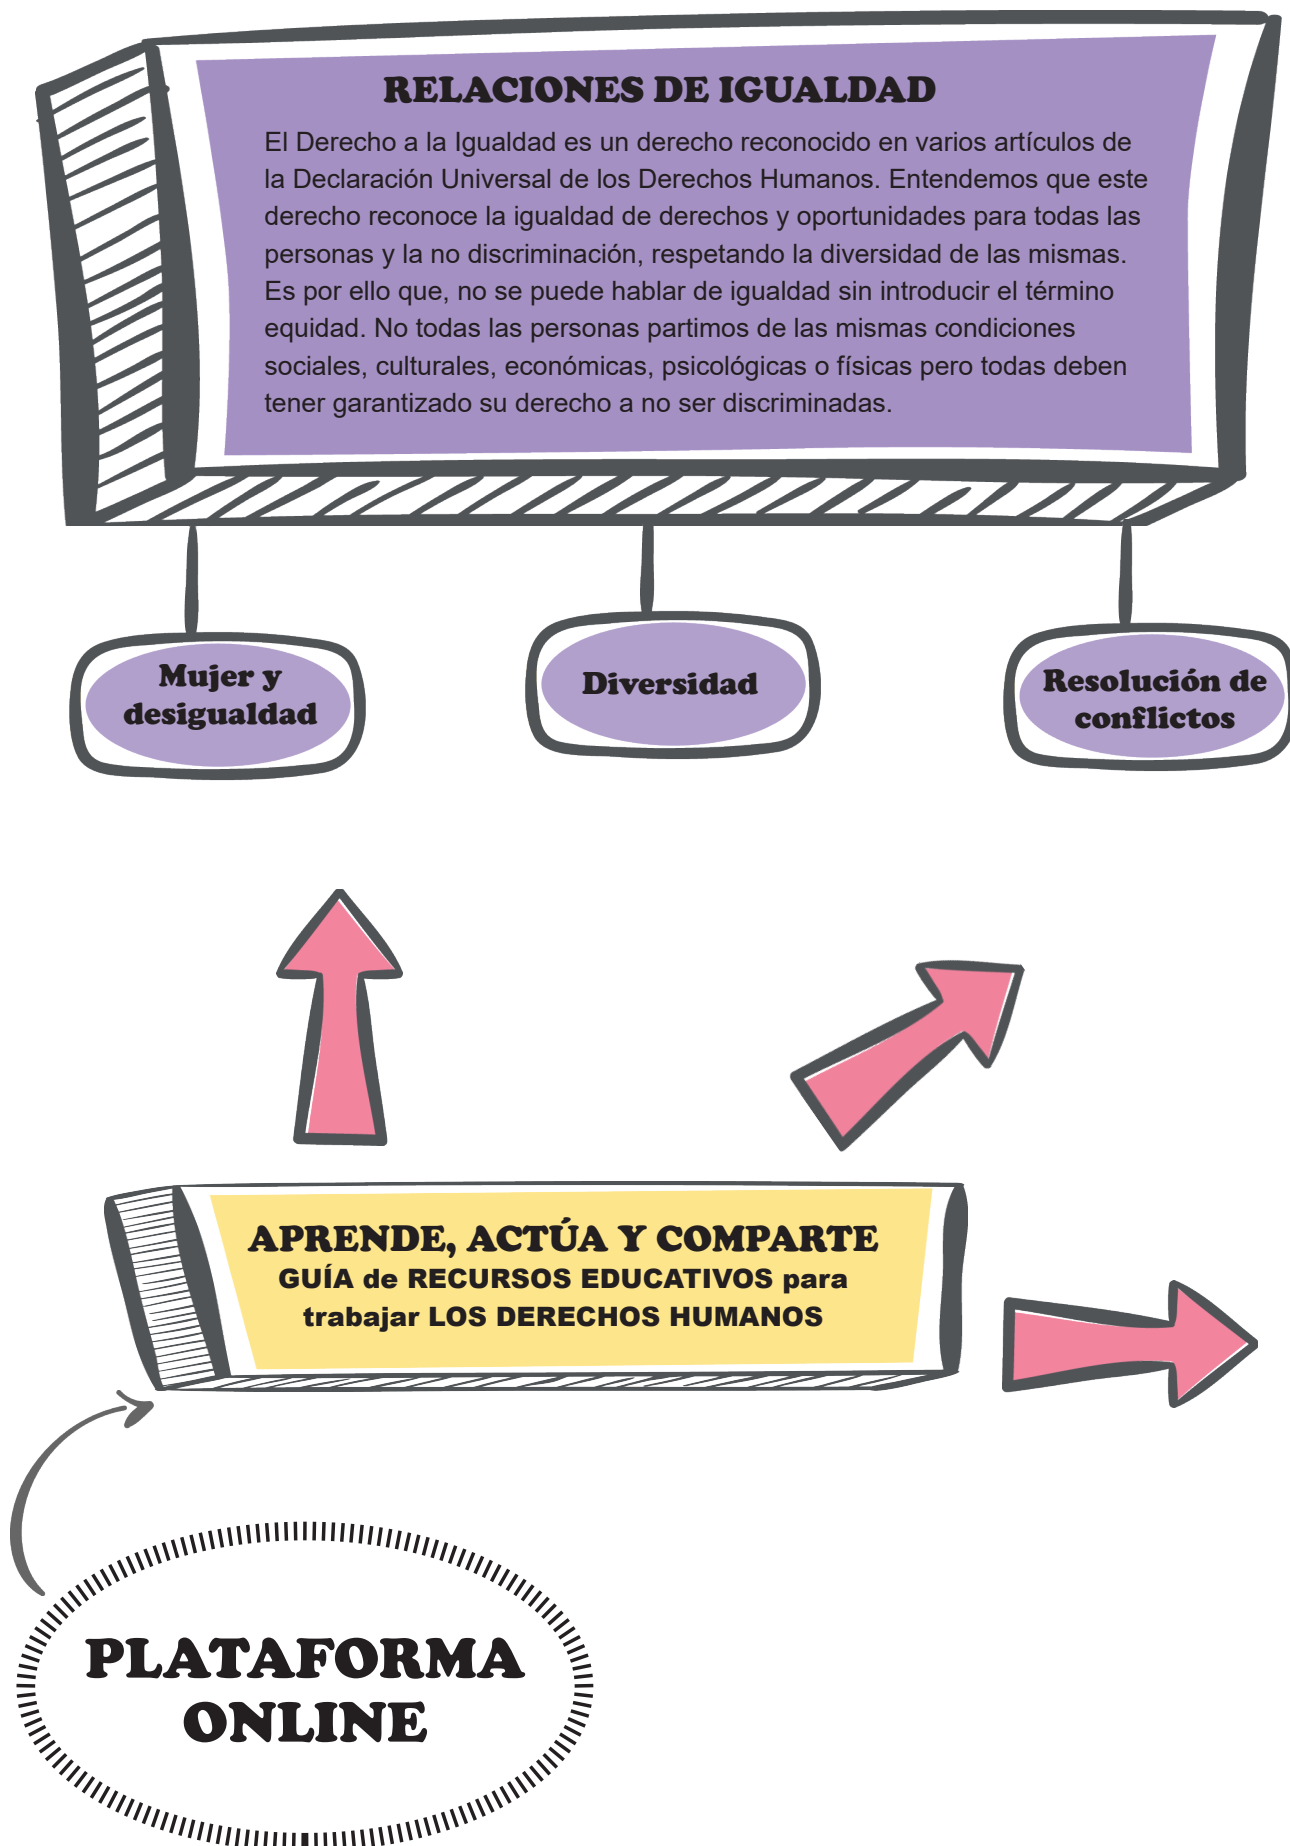 RELACIONES DE IGUALDAD
El Derecho a la Igualdad es un derecho reconocido en varios artículos de
la Declaración Universal de los Derechos Humanos. Entendemos que este
derecho reconoce la igualdad de derechos y oportunidades para todas las
personas y la no discriminación, respetando la diversidad de las mismas.
Es por ello que, no se puede hablar de igualdad sin introducir el término
equidad. No todas las personas partimos de las mismas condiciones
sociales, culturales, económicas, psicológicas o físicas pero todas deben
tener garantizado su derecho a no ser discriminadas.
Mujer y
desigualdad
Diversidad
Resolución de
conflictos
APRENDE, ACTÚA Y COMPARTE
GUÍA de RECURSOS EDUCATIVOS para
trabajar LOS DERECHOS HUMANOS
PLATAFORMA
ONLINE